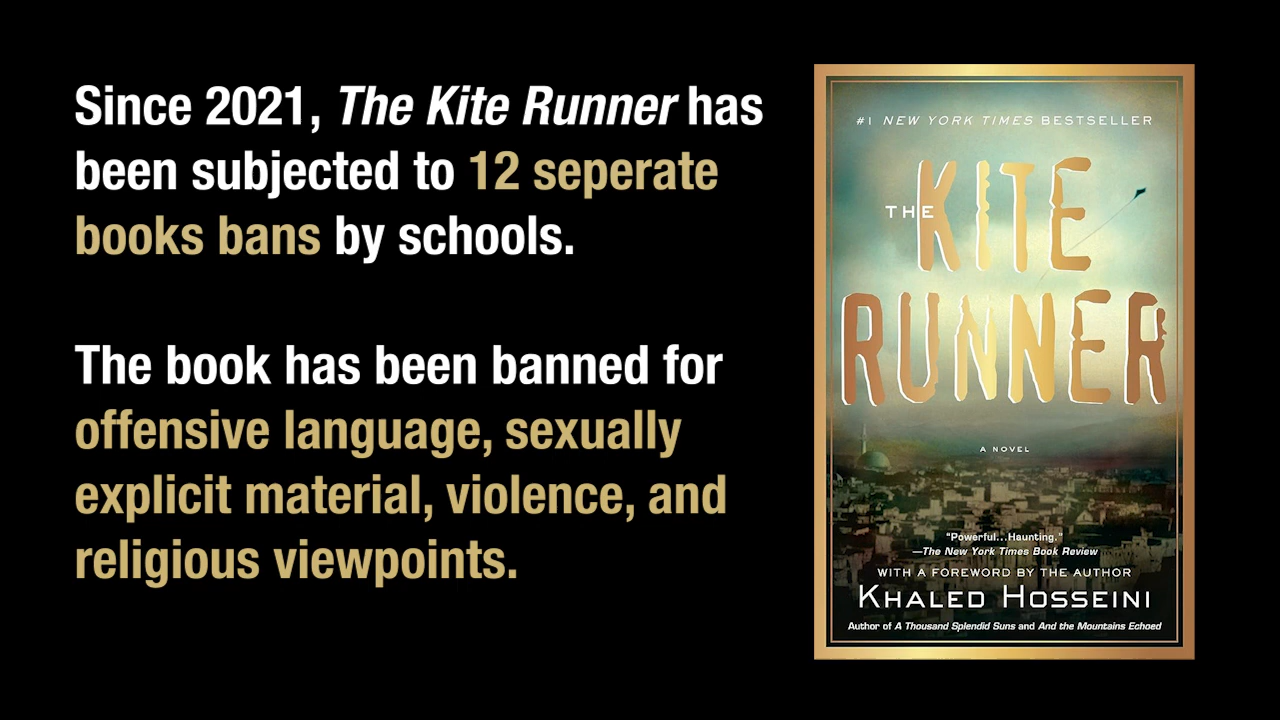 Since 2021, The Kite Runner has
been subjected to 12 seperate
books bans by schools.
The book has been banned for
offensive language, sexually
explicit material, violence, and
religious viewpoints.
#1 NEW YORK TIMES BESTSELLER
THE KITE
RUNNER
A NOVEL
“Powerful...Haunting.”
—The New York Times Book Review
WITH A FOREWORD BY THE AUTHOR
KHALED HOSSEINI
Author of A Thousand Splendid Suns and And the Mountains Echoed